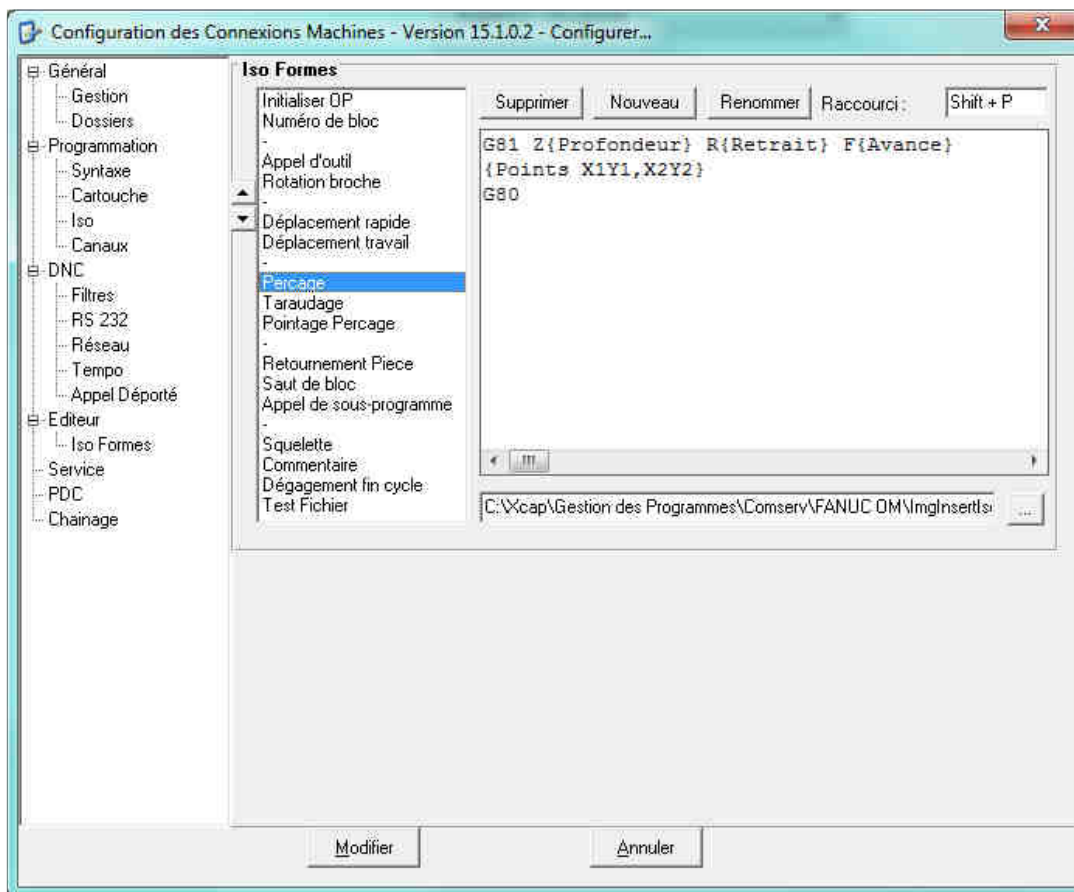 Configuration des Connexions Machines - Version 15.1.0.2 - Configurer...
Général
Gestion
Dossiers
Programmation
Syntaxe
Cartouche
Iso
Canaux
DNC
Filtres
RS 232
Réseau
Tempo
Appel Déporté
Editeur
Iso Formes
Service
PDC
Chainage
Iso Formes
Initialiser OP
Numéro de bloc
-
Appel d'outil
Rotation broche
-
Déplacement rapide
Déplacement travail
-
Percage
Taraudage
Pointage Percage
-
Retournement Piece
Saut de bloc
Appel de sous-programme
-
Squelette
Commentaire
Dégagement fin cycle
Test Fichier
Supprimer Nouveau Renommer Raccourci : Shift + P
G81 Z{Profondeur} R{Retrait} F{Avance}
{Points X1Y1,X2Y2}
G80
C:\Xcap\Gestion des Programmes\Comserv\FANUC OM\ImgInsertIs ...
Modifier Annuler